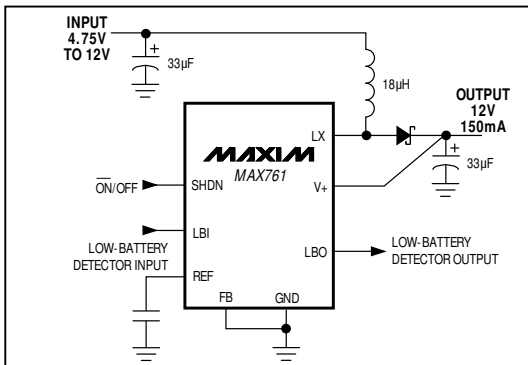 INPUT
4.75V
TO 12V
+
33µF
18µH
OUTPUT
12V
150mA
LX
MAXIM
MAX761
+
33µF
ON/OFF
SHDN
V+
LBI
LBO
LOW-BATTERY
DETECTOR OUTPUT
LOW-BATTERY
DETECTOR INPUT
REF
FB
GND